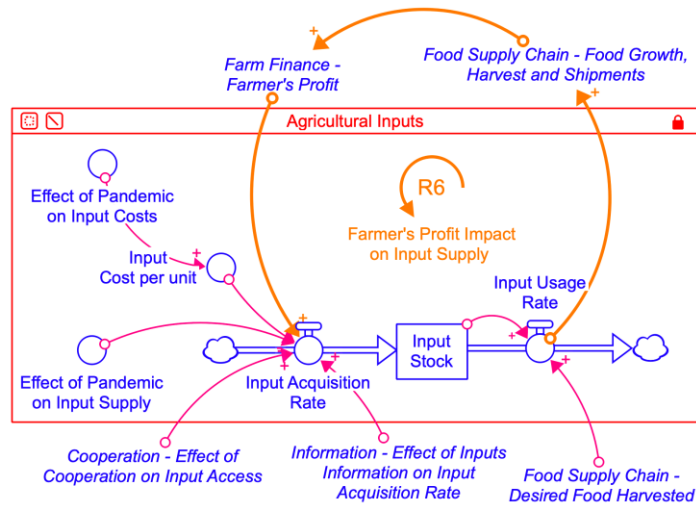 Farm Finance -
Farmer's Profit
Food Supply Chain - Food Growth,
Harvest and Shipments
+
+
Agricultural Inputs
Effect of Pandemic
on Input Costs
R6
Farmer's Profit Impact
on Input Supply
+
Input
Cost per unit
Input Usage
Rate
+
+
+
Input
Stock
+
+
+
Effect of Pandemic
on Input Supply
Input Acquisition
Rate
Cooperation - Effect of
Cooperation on Input Access
Information - Effect of Inputs
Information on Input
Acquisition Rate
Food Supply Chain -
Desired Food Harvested